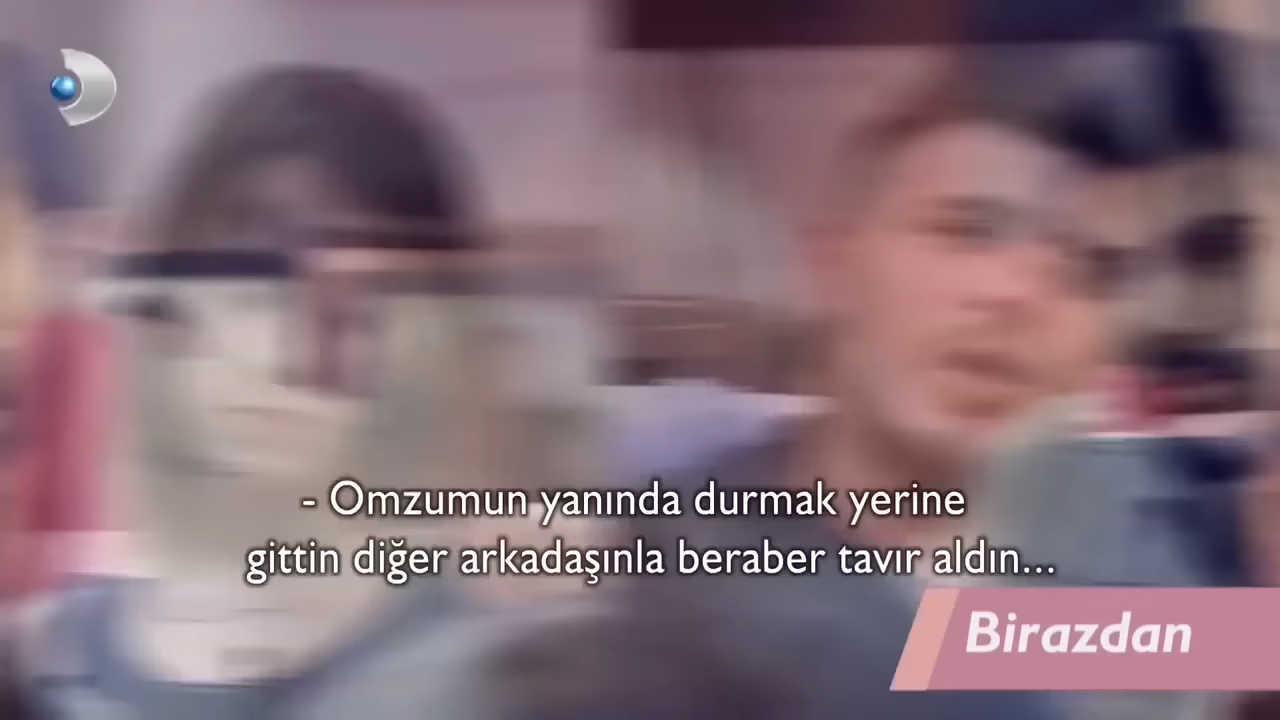 - Omzumun yanında durmak yerine
gittin diğer arkadaşınla beraber tavır aldın...
Birazdan